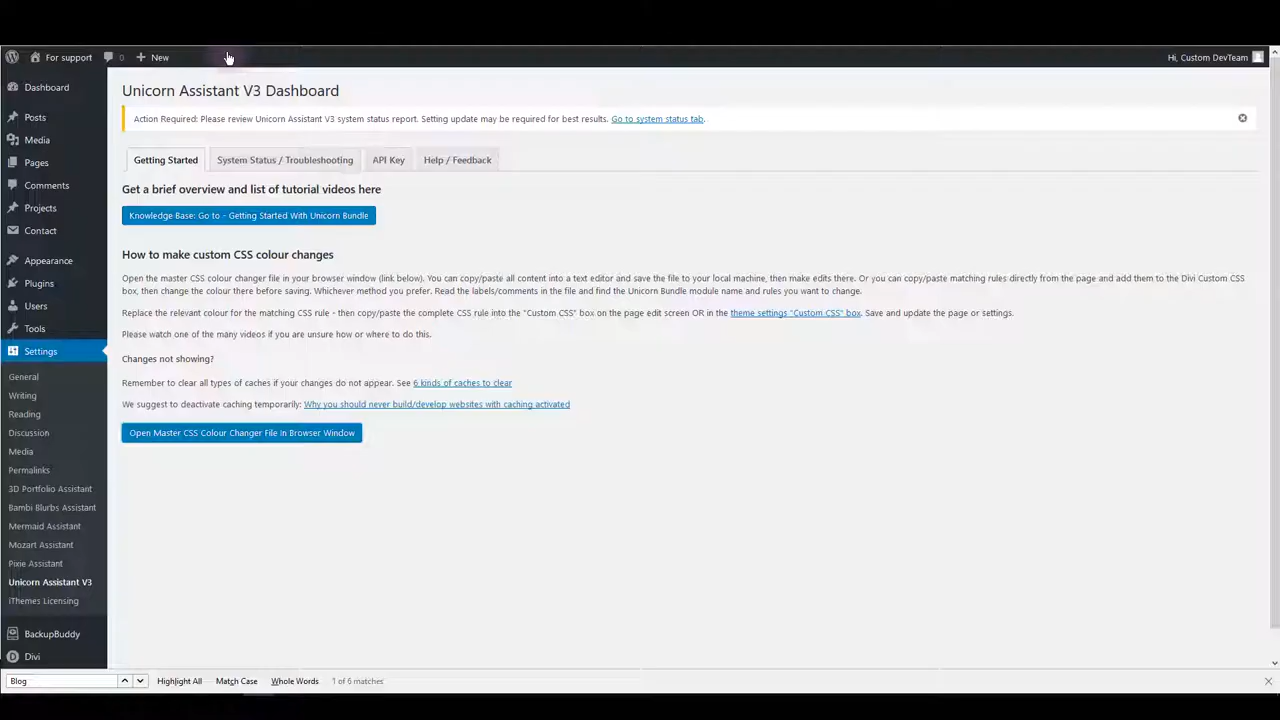 For support
0
New
Hi, Custom DevTeam
Dashboard
Posts
Media
Pages
Comments
Projects
Contact
Appearance
Plugins
Users
Tools
Settings
General
Writing
Reading
Discussion
Media
Permalinks
3D Portfolio Assistant
Bambi Blurbs Assistant
Mermaid Assistant
Mozart Assistant
Pixie Assistant
Unicorn Assistant V3
iThemes Licensing
BackupBuddy
Divi
Unicorn Assistant V3 Dashboard
Action Required: Please review Unicorn Assistant V3 system status report. Setting update may be required for best results. Go to system status tab.
Getting Started
System Status / Troubleshooting
API Key
Help / Feedback
Get a brief overview and list of tutorial videos here
Knowledge Base: Go to - Getting Started With Unicorn Bundle
How to make custom CSS colour changes
Open the master CSS colour changer file in your browser window (link below). You can copy/paste all content into a text editor and save the file to your local machine, then make edits there. Or you can copy/paste matching rules directly from the page and add them to the Divi Custom CSS
box, then change the colour there before saving. Whichever method you prefer. Read the labels/comments in the file and find the Unicorn Bundle module name and rules you want to change.
Replace the relevant colour for the matching CSS rule - then copy/paste the complete CSS rule into the "Custom CSS" box on the page edit screen OR in the theme settings "Custom CSS" box. Save and update the page or settings.
Please watch one of the many videos if you are unsure how or where to do this.
Changes not showing?
Remember to clear all types of caches if your changes do not appear. See 6 kinds of caches to clear
We suggest to deactivate caching temporarily: Why you should never build/develop websites with caching activated
Open Master CSS Colour Changer File In Browser Window
Blog
Highlight All
Match Case
Whole Words
1 of 6 matches